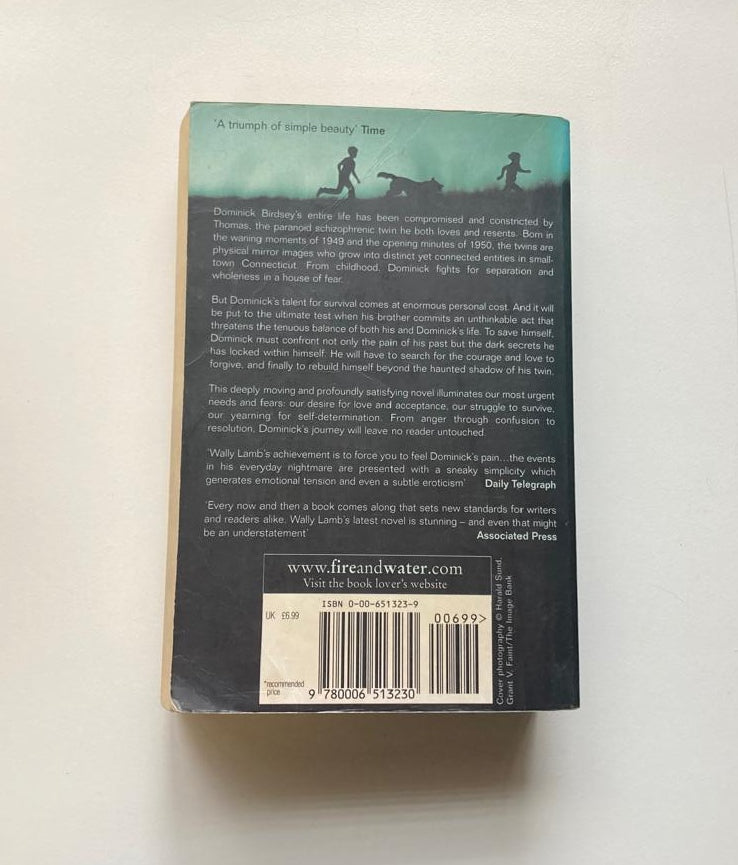 'A triumph of simple beauty' Time
Dominick Birdsey's entire life has been compromised and constricted by
Thomas, the paranoid schizophrenic twin he both loves and resents. Born in
the waning moments of 1949 and the opening minutes of 1950, the twins are
physical mirror images who grow into distinct yet connected entities in small-
town Connecticut. From childhood, Dominick fights for separation and
wholeness in a house of fear.
But Dominick's talent for survival comes at enormous personal cost. And it will
be put to the ultimate test when his brother commits an unthinkable act that
threatens the tenuous balance of both his and Dominick's life. To save himself,
Dominick must confront not only the pain of his past but the dark secrets he
has locked within himself. He will have to search for the courage and love to
forgive, and finally to rebuild himself beyond the haunted shadow of his twin.
This deeply moving and profoundly satisfying novel illuminates our most urgent
needs and fears: our desire for love and acceptance, our struggle to survive,
our yearning for self-determination. From anger through confusion to
resolution, Dominick's journey will leave no reader untouched.
'Wally Lamb's achievement is to force you to feel Dominick's pain...the events
in his everyday nightmare are presented with a sneaky simplicity which
generates emotional tension and even a subtle eroticism' Daily Telegraph
'Every now and then a book comes along that sets new standards for writers
and readers alike. Wally Lamb's latest novel is stunning – and even that might
be an understatement' Associated Press
www.fireandwater.com
Visit the book lover's website
ISBN 0-00-651323-9
UK £6.99
00699>
*recommended
price
9 780006 513230
Cover photography © Harald Sund,
Grant V. Faint/The Image Bank